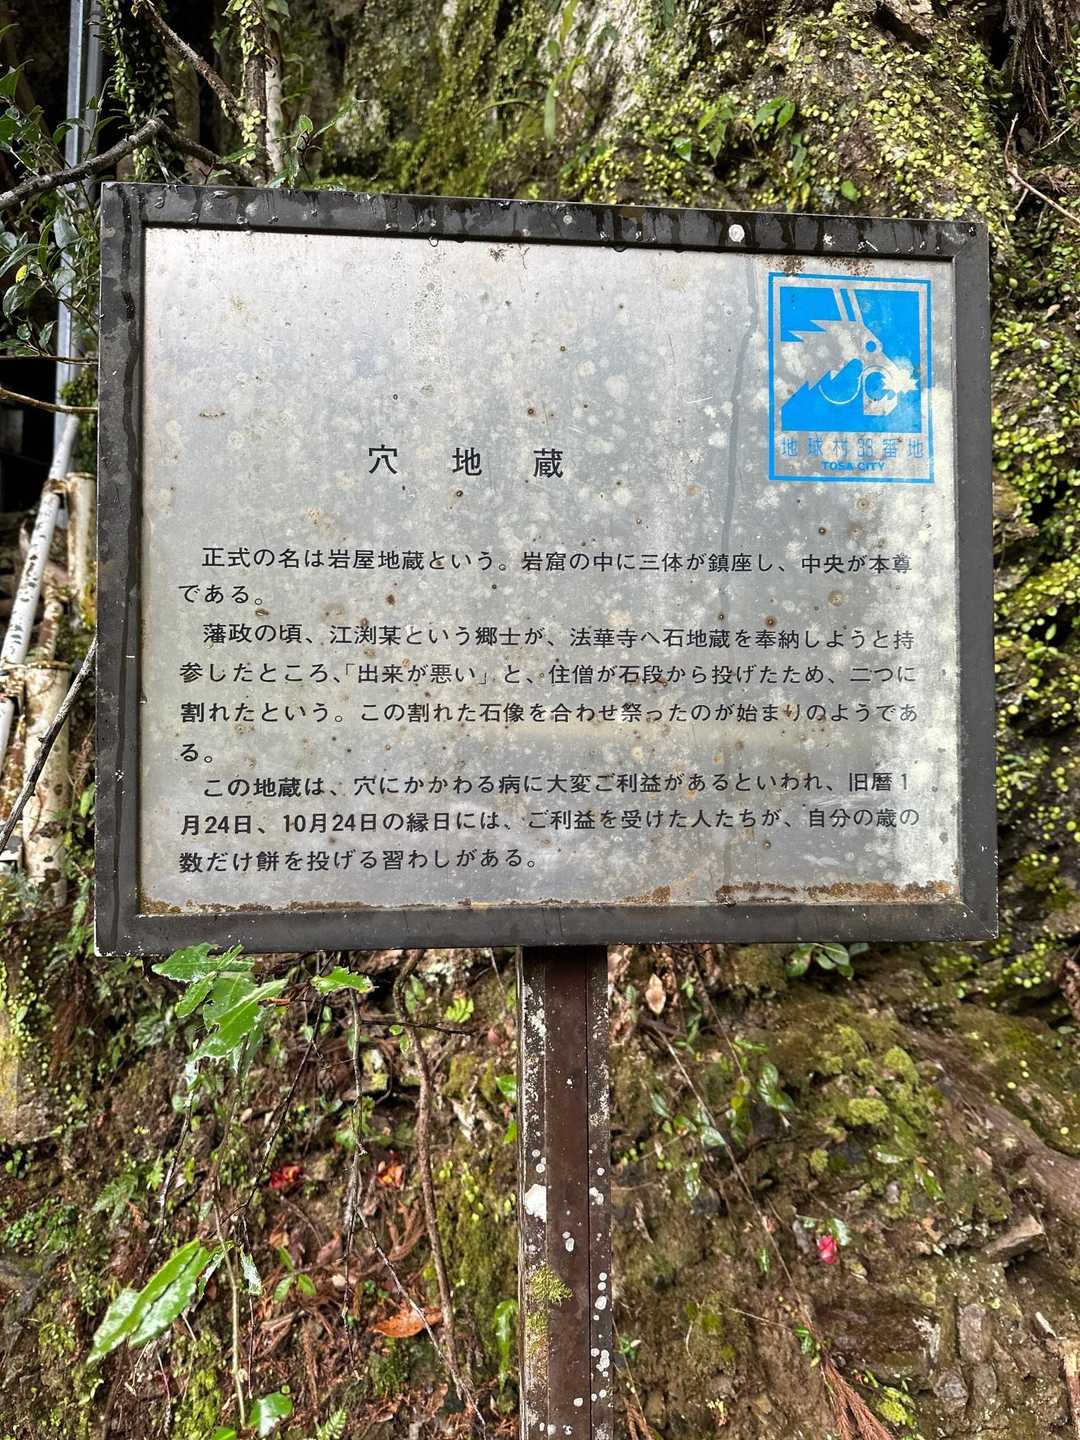 地球村38番地
TOSA CITY
穴地蔵
正式の名は岩屋地蔵という。岩窟の中に三体が鎮座し、中央が本尊
である。
藩政の頃、江渕某という郷士が、法華寺へ石地蔵を奉納しようと持
参したところ、「出来が悪い」と、住僧が石段から投げたため、二つに
割れたという。この割れた石像を合わせ祭ったのが始まりのようであ
る。
この地蔵は、穴にかかわる病に大変ご利益があるといわれ、旧暦1
月24日、10月24日の縁日には、ご利益を受けた人たちが、自分の歳の
数だけ餅を投げる習わしがある。